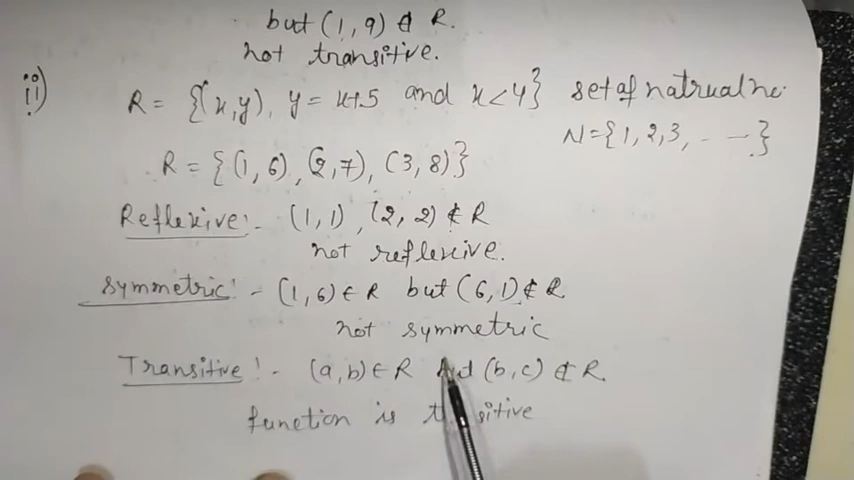 but (1, 9) ∉ R.
not transitive.
ii)
R = {(x,y), y = x+5 and x<4} set of natrual no.
N={1,2,3, - - -}
R = {(1, 6), (2,7), (3, 8)}
Reflexive:- (1,1), (2, 2) ∉ R
not reflexive.
Symmetric:- (1,6) ∈ R but (6,1) ∉ R
not symmetric
Transitive:- (a,b) ∈ R (b,c) ∉ R.
function is